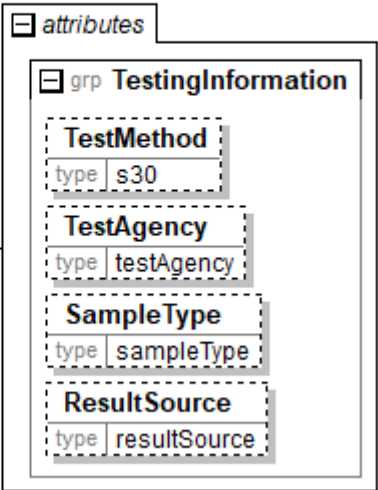 attributes
grp TestingInformation
TestMethod
type s30
TestAgency
type testAgency
SampleType
type sampleType
ResultSource
type resultSource